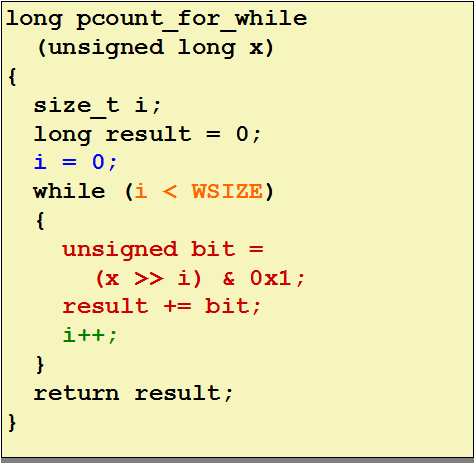 long pcount_for_while
(unsigned long x)
{
size_t i;
long result = 0;
i = 0;
while (i < WSIZE)
{
unsigned bit =
(x >> i) & 0x1;
result += bit;
i++;
}
return result;
}